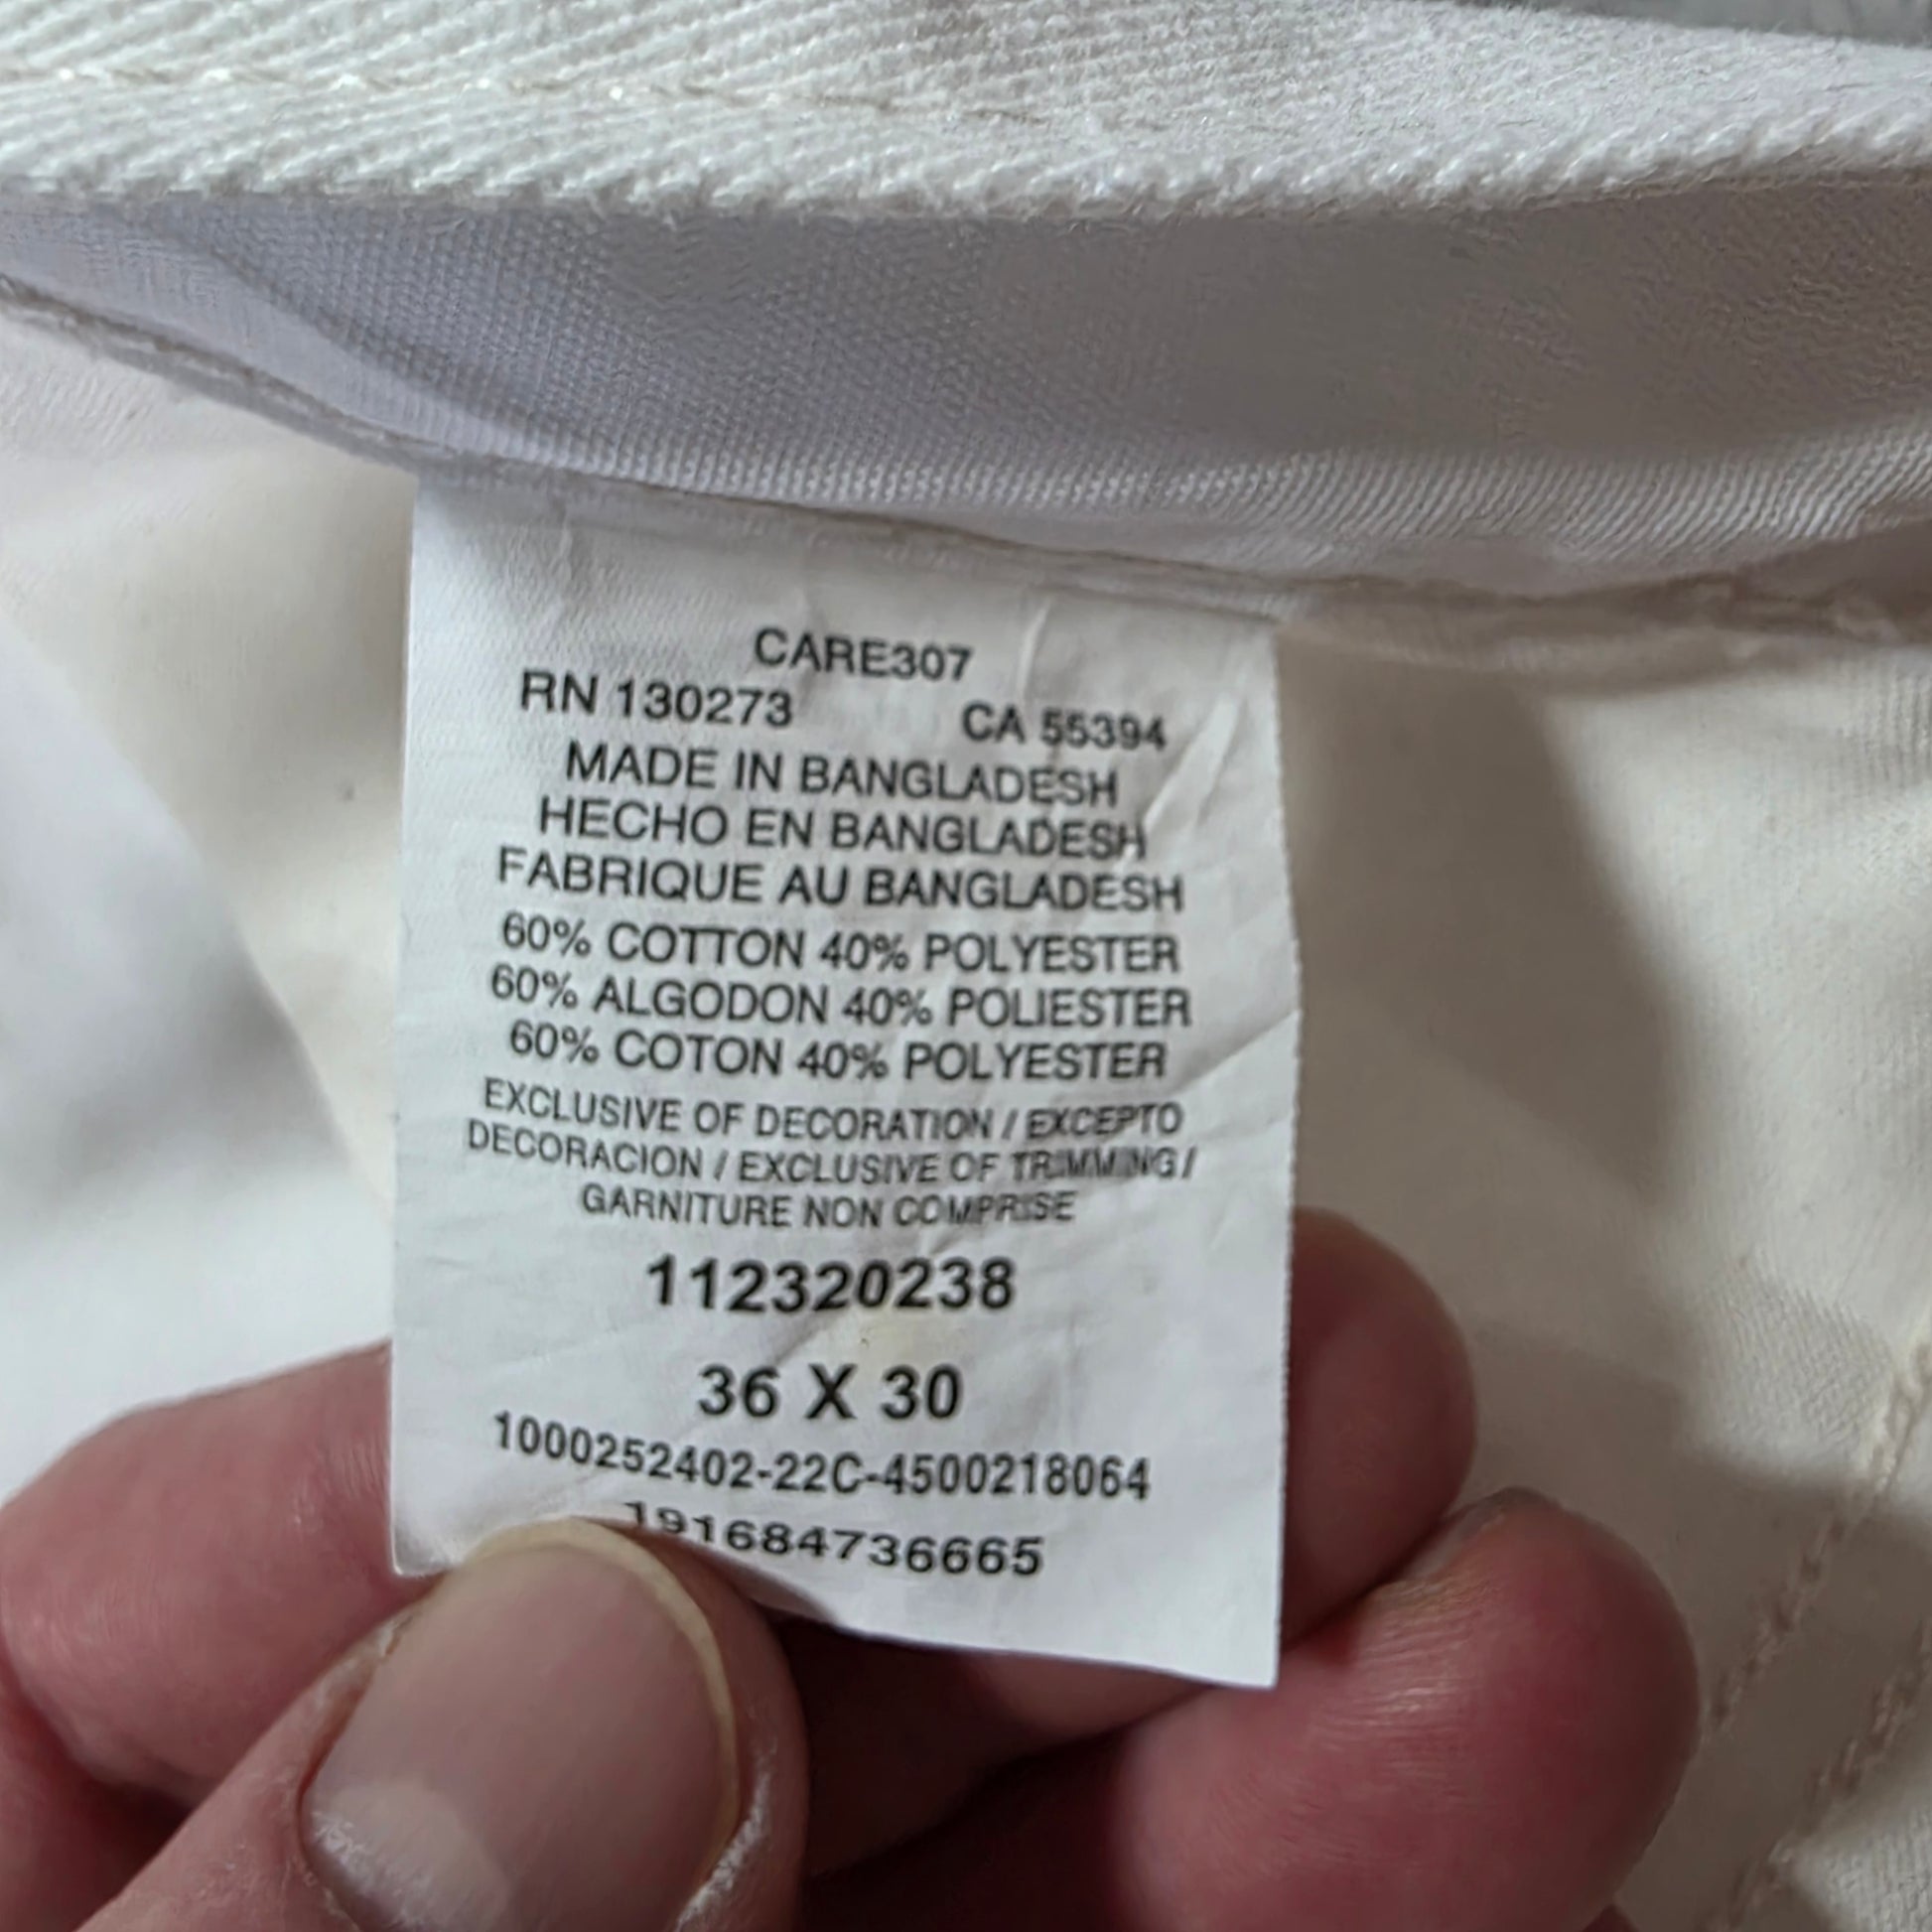 CARE307
RN 130273 CA 55394
MADE IN BANGLADESH
HECHO EN BANGLADESH
FABRIQUE AU BANGLADESH
60% COTTON 40% POLYESTER
60% ALGODON 40% POLIESTER
60% COTON 40% POLYESTER
EXCLUSIVE OF DECORATION / EXCEPTO
DECORACION / EXCLUSIVE OF TRIMMING /
GARNITURE NON COMPRISE
112320238
36 X 30
1000252402-22C-4500218064
191684736665